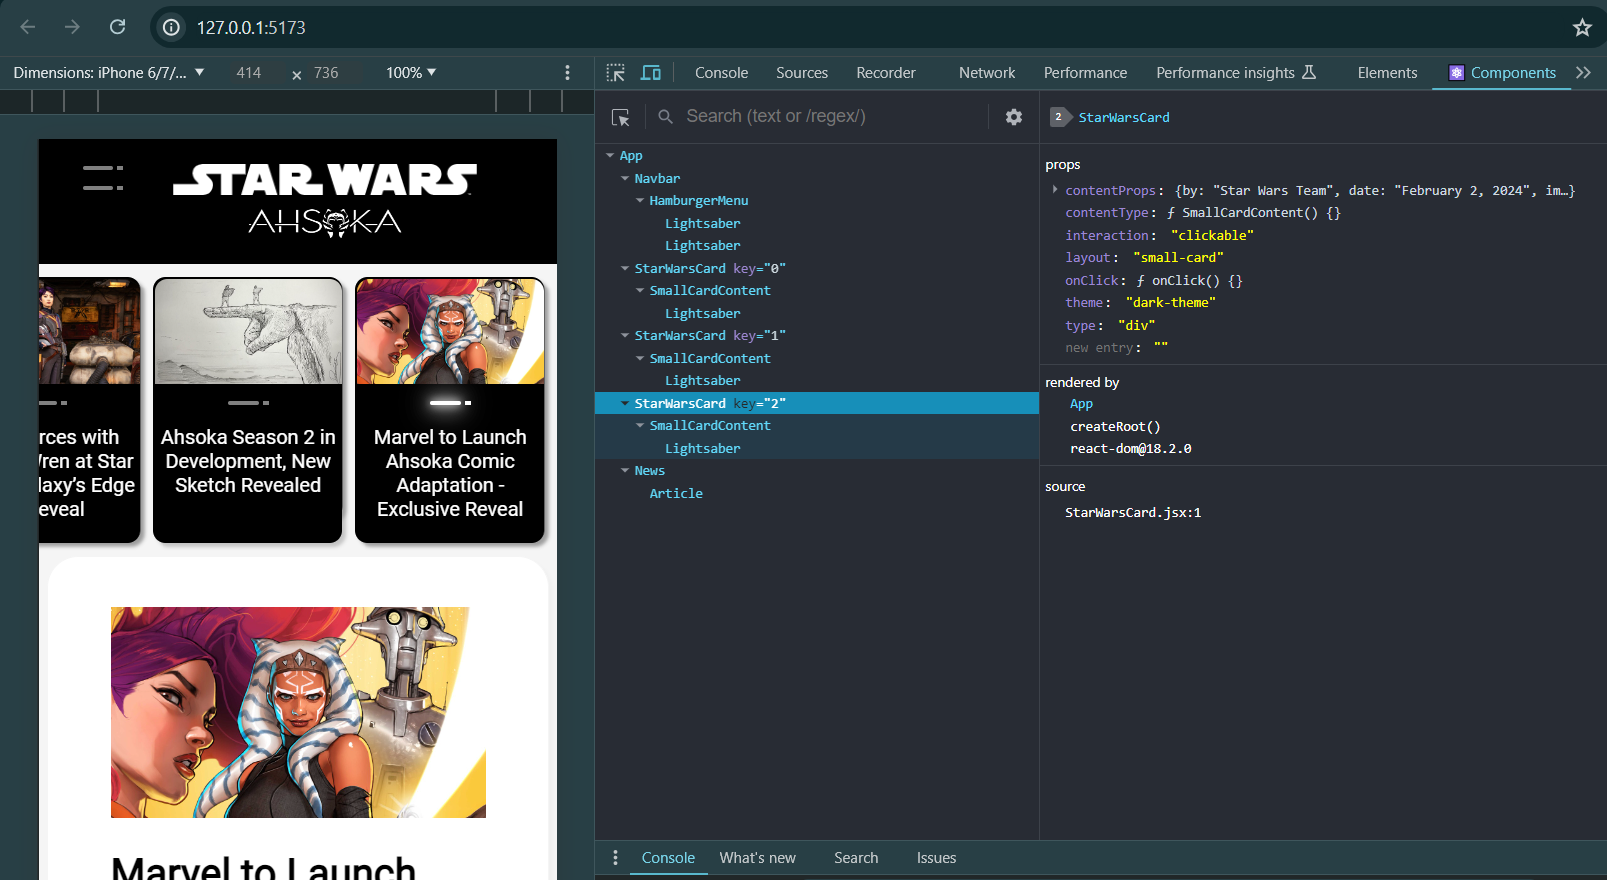 127.0.0.1:5173
Dimensions: iPhone 6/7/... ▼ 414 × 736 100% ▼
Console Sources Recorder Network Performance Performance insights Elements Components
Search (text or /regex/)
2 StarWarsCard
STAR WARS
AHSOKA
rces with
ren at Star
laxy’s Edge
eveal
Ahsoka Season 2 in
Development, New
Sketch Revealed
Marvel to Launch
Ahsoka Comic
Adaptation -
Exclusive Reveal
Marvel to Launch
App
Navbar
HamburgerMenu
Lightsaber
Lightsaber
StarWarsCard key="0"
SmallCardContent
Lightsaber
StarWarsCard key="1"
SmallCardContent
Lightsaber
StarWarsCard key="2"
SmallCardContent
Lightsaber
News
Article
props
contentProps: {by: "Star Wars Team", date: "February 2, 2024", im…}
contentType: ƒ SmallCardContent() {}
interaction: "clickable"
layout: "small-card"
onClick: ƒ onClick() {}
theme: "dark-theme"
type: "div"
new entry: ""
rendered by
App
createRoot()
react-dom@18.2.0
source
StarWarsCard.jsx:1
Console What's new Search Issues